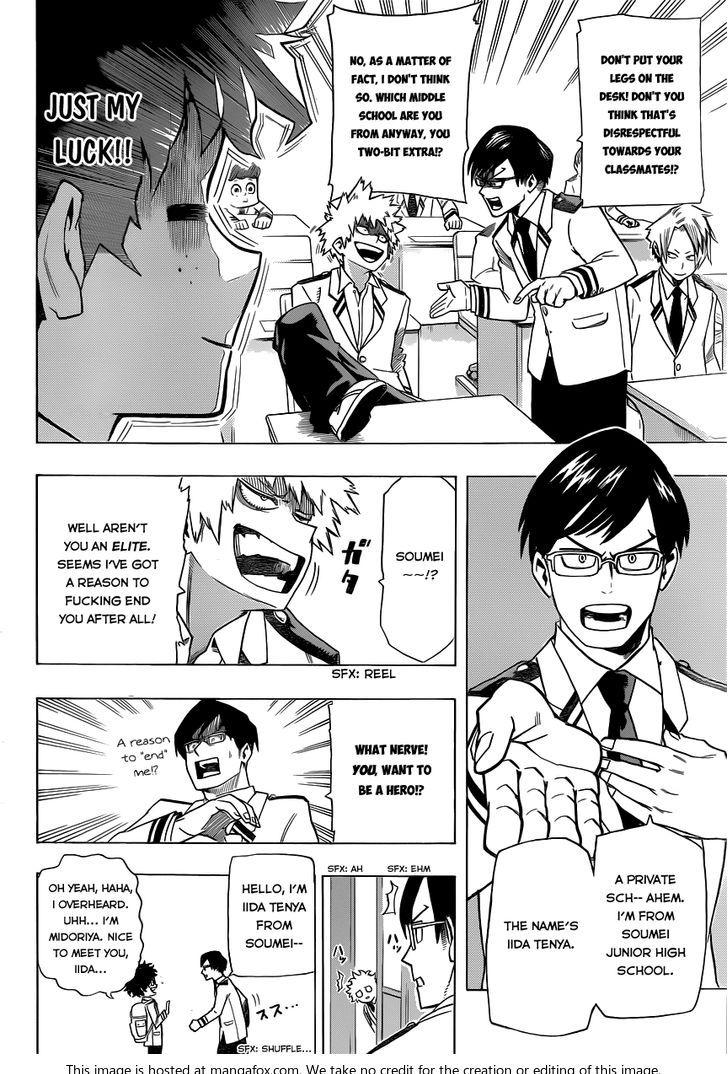 DON'T PUT YOUR
LEGS ON THE
DESK! DON'T YOU
THINK THAT'S
DISRESPECTFUL
TOWARDS YOUR
CLASSMATES!?
NO, AS A MATTER OF
FACT, I DON'T THINK
SO. WHICH MIDDLE
SCHOOL ARE YOU
FROM ANYWAY, YOU
TWO-BIT EXTRA!?
JUST MY
LUCK!!
A PRIVATE
SCH-- AHEM.
I'M FROM
SOUMEI
JUNIOR HIGH
SCHOOL.
THE NAME'S
IIDA TENYA.
SOUMEI
~~!?
ガタ
WELL AREN'T
YOU AN ELITE.
SEEMS I'VE GOT
A REASON TO
FUCKING END
YOU AFTER ALL!
SFX: REEL
WHAT NERVE!
YOU, WANT TO
BE A HERO!?
A reason
to "end"
me!?
SFX: AH
SFX: EHM
ハッ
HELLO, I'M
IIDA TENYA
FROM
SOUMEI--
OH YEAH, HAHA,
I OVERHEARD.
UHH... I'M
MIDORIYA. NICE
TO MEET YOU,
IIDA...
スス...
SFX: SHUFFLE...
This image is hosted at mangafox.com. We take no credit for the creation or editing of this image.